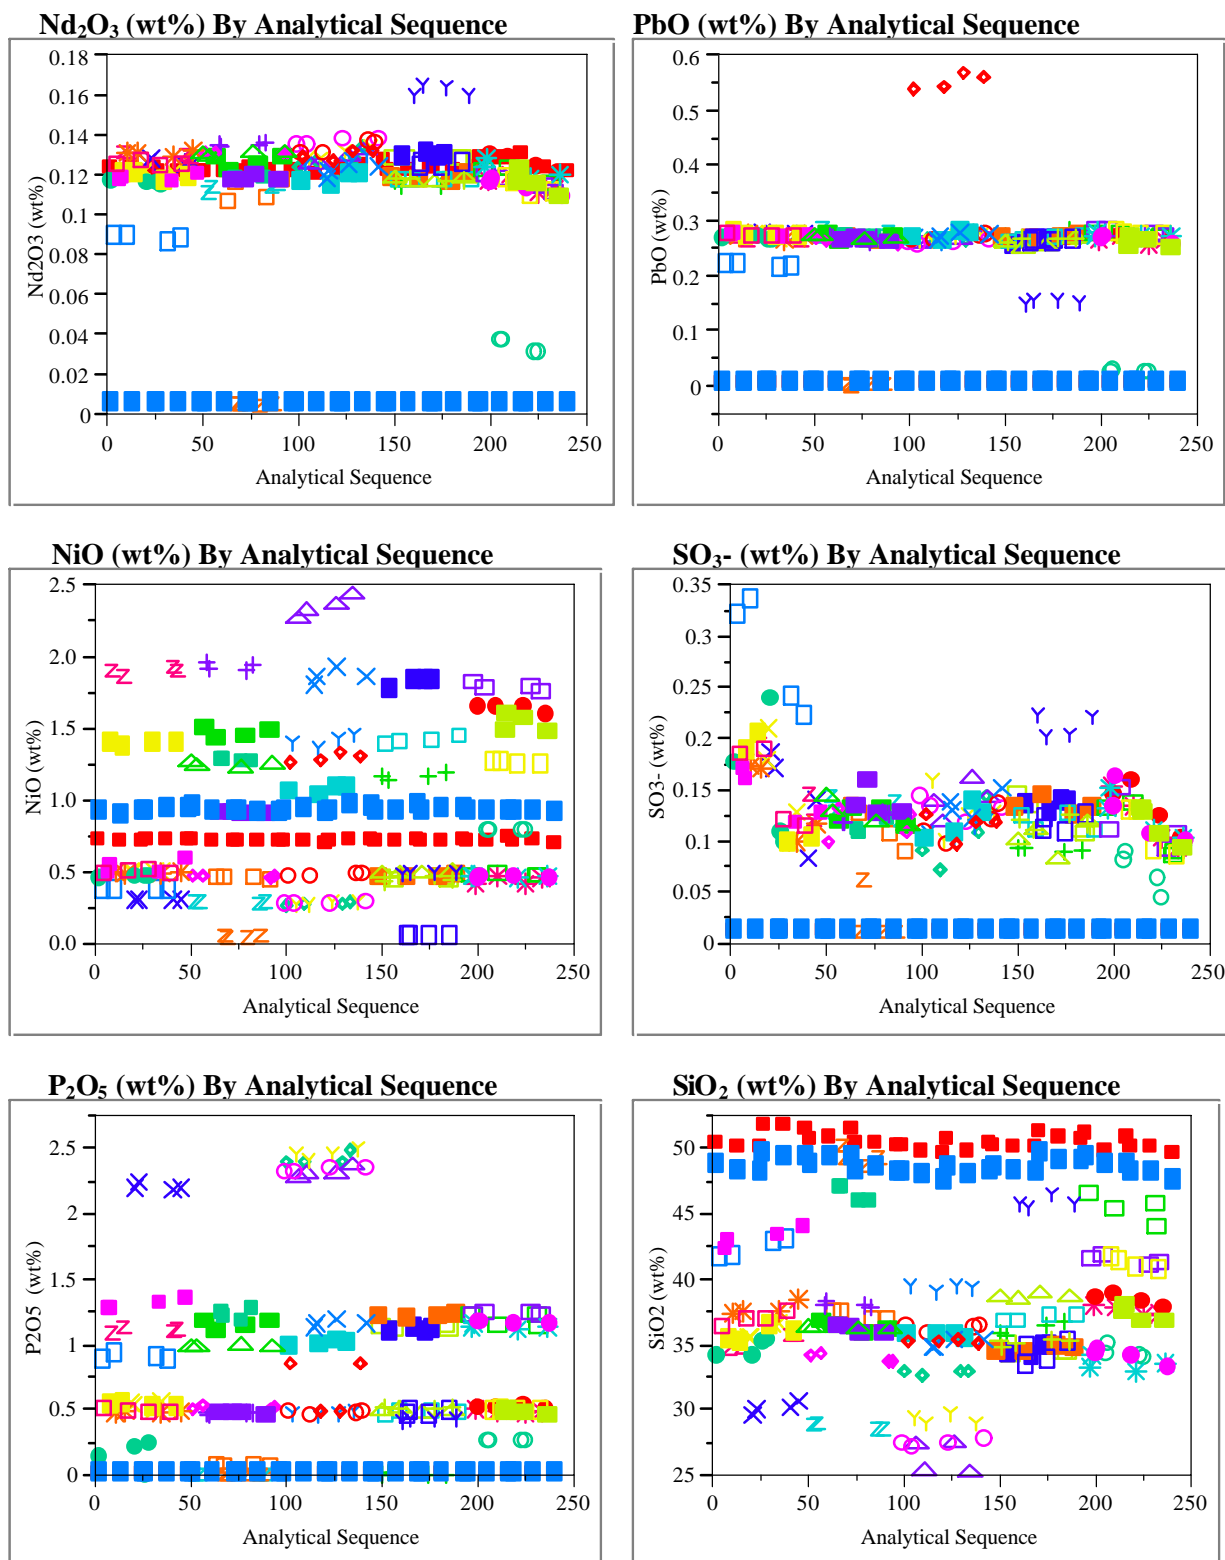 Nd₂O₃ (wt%) By Analytical Sequence
0.18
0.16
0.14
0.12
0.1
0.08
0.06
0.04
0.02
0
Nd2O3 (wt%)
0 50 100 150 200 250
Analytical Sequence
PbO (wt%) By Analytical Sequence
0.6
0.5
0.4
0.3
0.2
0.1
0
PbO (wt%)
0 50 100 150 200 250
Analytical Sequence
NiO (wt%) By Analytical Sequence
2.5
2.0
1.5
1.0
0.5
0.0
NiO (wt%)
0 50 100 150 200 250
Analytical Sequence
SO₃- (wt%) By Analytical Sequence
0.35
0.3
0.25
0.2
0.15
0.1
0.05
0
SO3- (wt%)
0 50 100 150 200 250
Analytical Sequence
P₂O₅ (wt%) By Analytical Sequence
2.5
2
1.5
1
0.5
0
P2O5 (wt%)
0 50 100 150 200 250
Analytical Sequence
SiO₂ (wt%) By Analytical Sequence
50
45
40
35
30
25
SiO2 (wt%)
0 50 100 150 200 250
Analytical Sequence